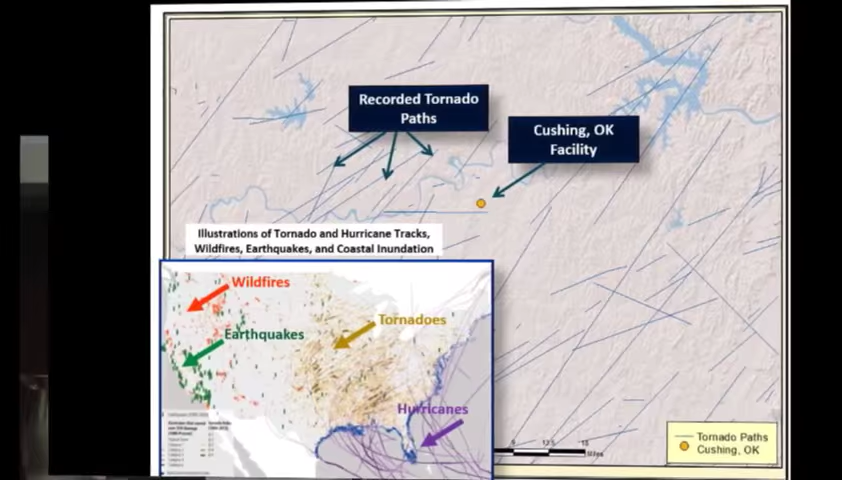 Recorded Tornado
Paths
Cushing, OK
Facility
Illustrations of Tornado and Hurricane Tracks,
Wildfires, Earthquakes, and Coastal Inundation
Wildfires
Tornadoes
Earthquakes
Hurricanes
Tornado Paths
Cushing, OK